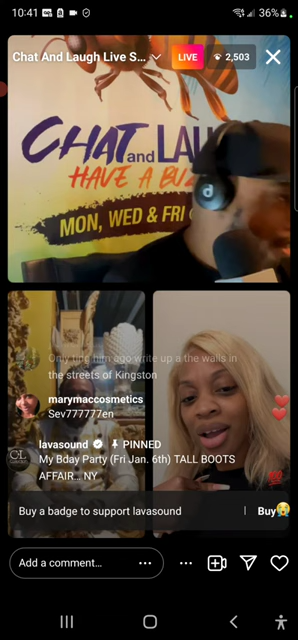 10:41
36%
Chat And Laugh Live S...
LIVE
2,503
CHAT and LAU
HAVE A BUZ
MON, WED & FRI
Only ting him ago write up a the walls in
the streets of Kingston
marymaccosmetics
Sev777777en
lavasound PINNED
My Bday Party (Fri Jan. 6th) TALL BOOTS
AFFAIR... NY
Buy a badge to support lavasound
Buy
Add a comment...